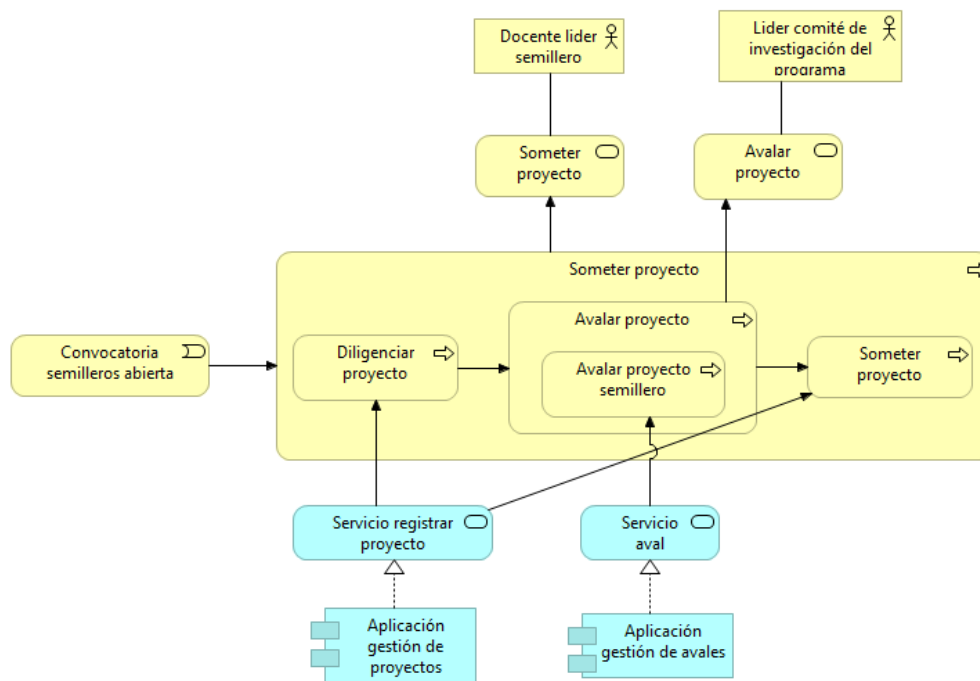 Docente lider
semillero
Lider comité de
investigación del
programa
Someter
proyecto
Avalar
proyecto
Someter proyecto
Convocatoria
semilleros abierta
Diligenciar
proyecto
Avalar proyecto
Avalar proyecto
semillero
Someter
proyecto
Servicio registrar
proyecto
Servicio
aval
Aplicación
gestión de
proyectos
Aplicación
gestión de avales